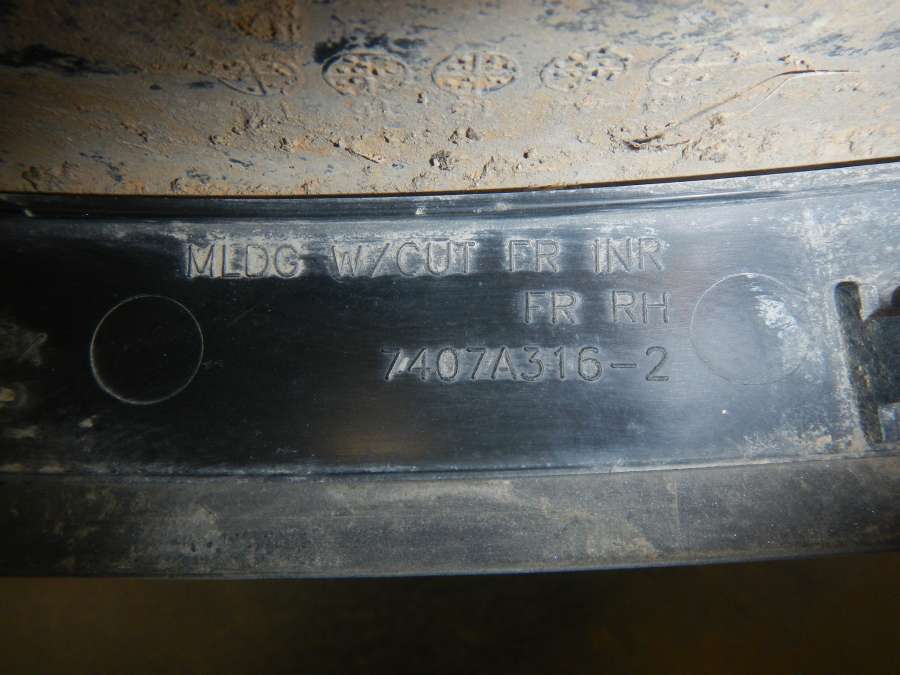 MLDG W/CUT FR INR
FR RH
7407A316-2